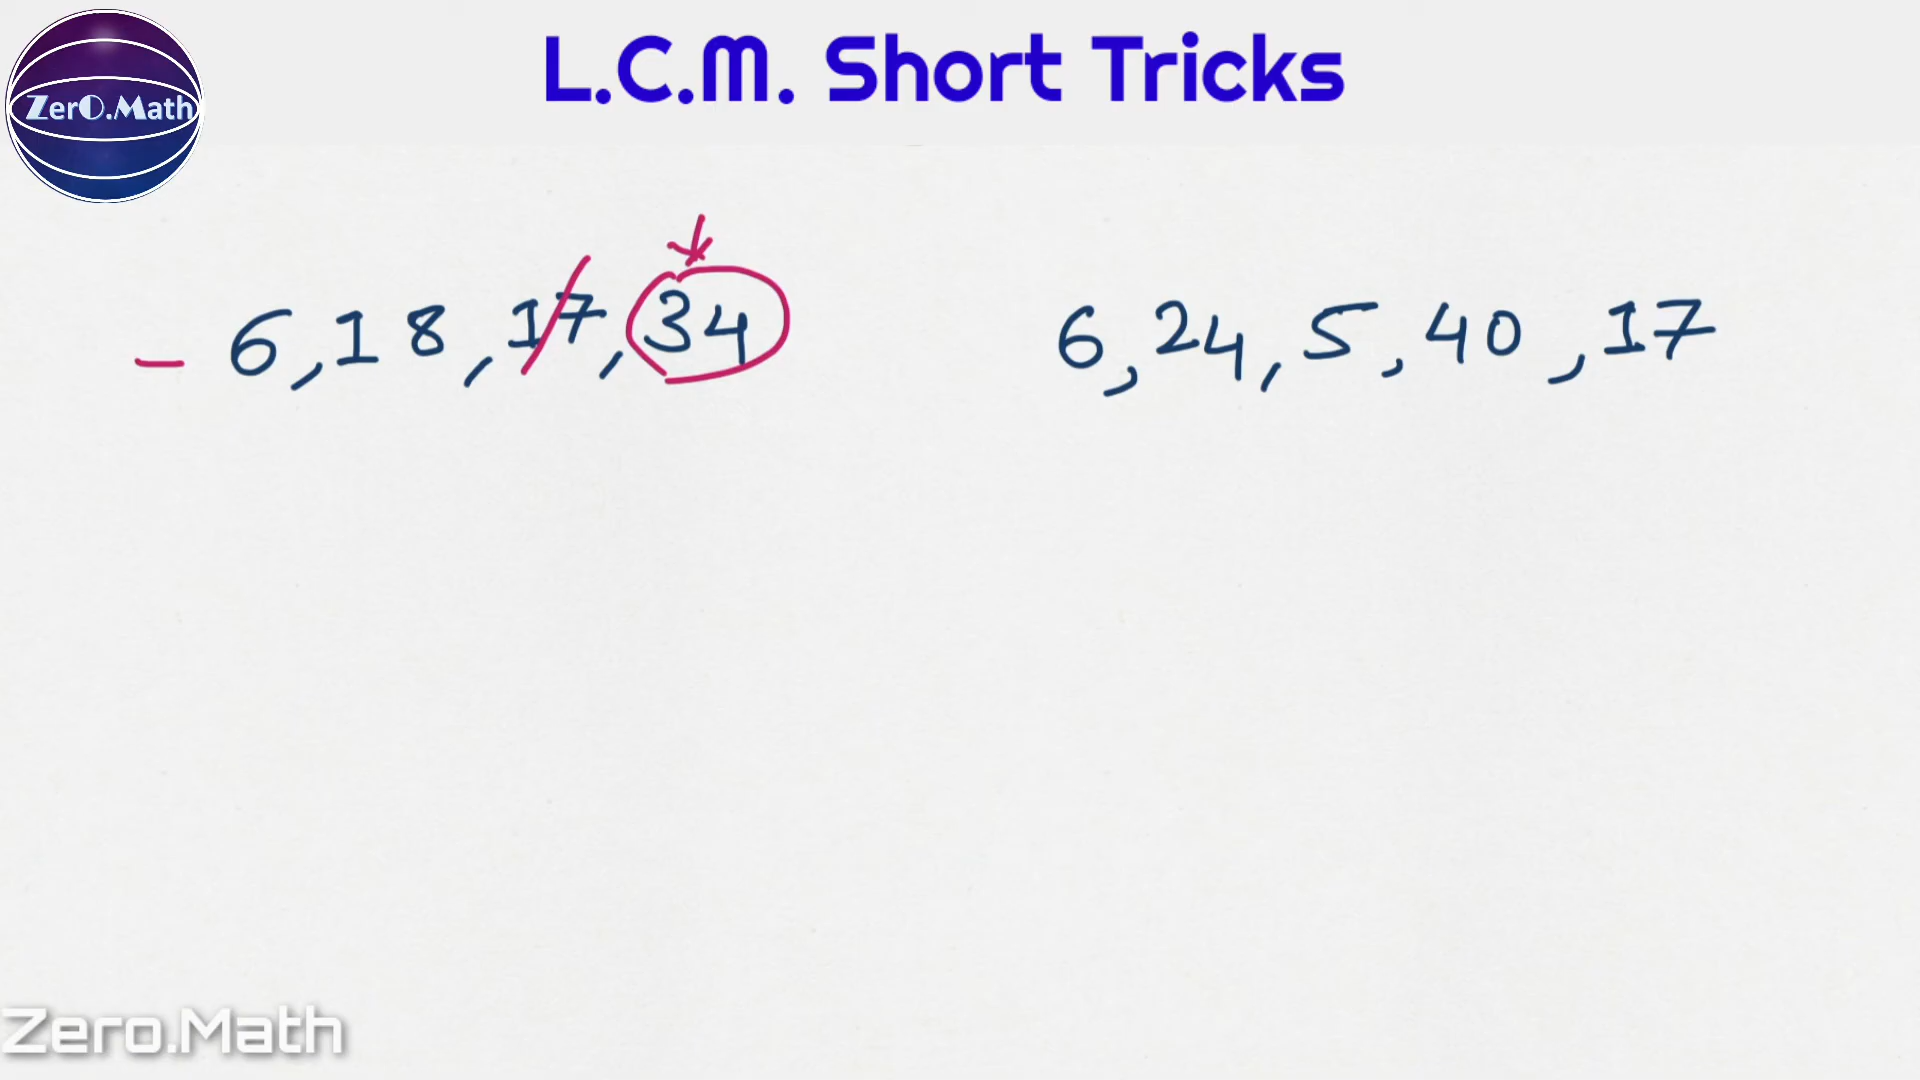 L.C.M. Short Tricks
ZerO.Math
6,18,17,34
6,24,5,40,17
Zero.Math